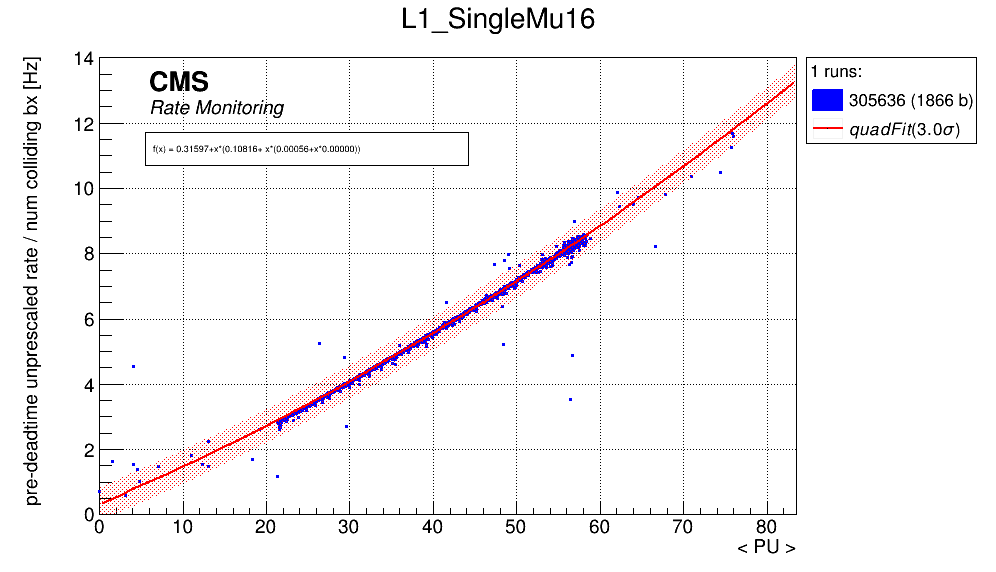 L1_SingleMu16
pre-deadtime unprescaled rate / num colliding bx [Hz]
14
12
10
8
6
4
2
0
CMS
Rate Monitoring
f(x) = 0.31597+x*(0.10816+ x*(0.00056+x*0.00000))
0 10 20 30 40 50 60 70 80
< PU >
1 runs:
305636 (1866 b)
quadFit(3.0σ)